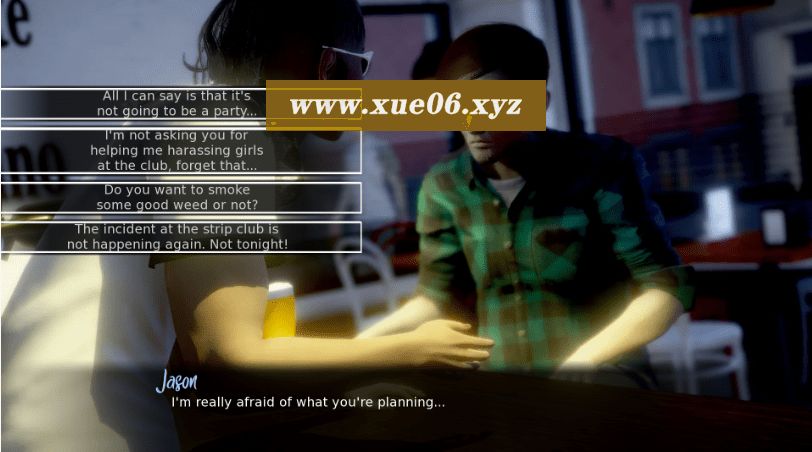 All I can say is that it's
not going to be a party...
www.xue06.xyz
I'm not asking you for
helping me harassing girls
at the club, forget that...
Do you want to smoke
some good weed or not?
The incident at the strip club is
not happening again. Not tonight!
Jason
I'm really afraid of what you're planning...